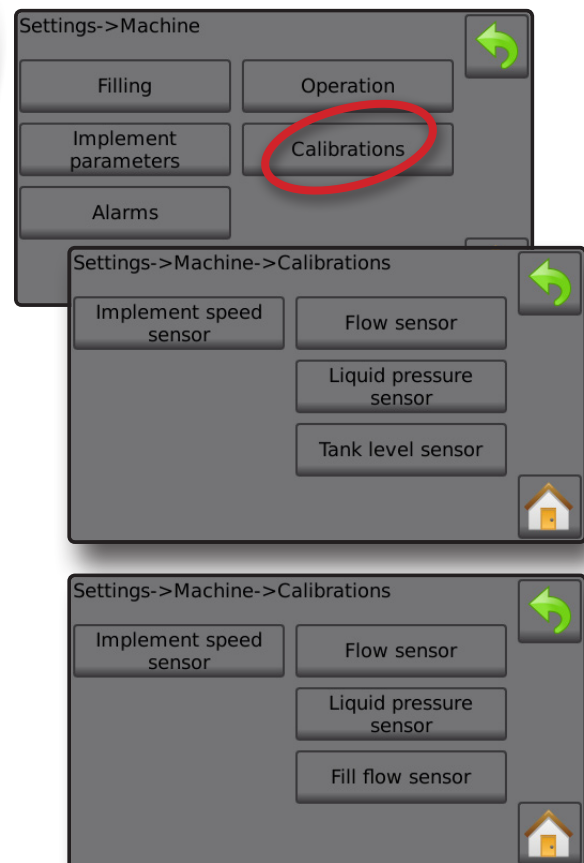 Settings->Machine
Filling
Operation
Implement
parameters
Calibrations
Alarms
Settings->Machine->Calibrations
Implement speed
sensor
Flow sensor
Liquid pressure
sensor
Tank level sensor
Settings->Machine->Calibrations
Implement speed
sensor
Flow sensor
Liquid pressure
sensor
Fill flow sensor